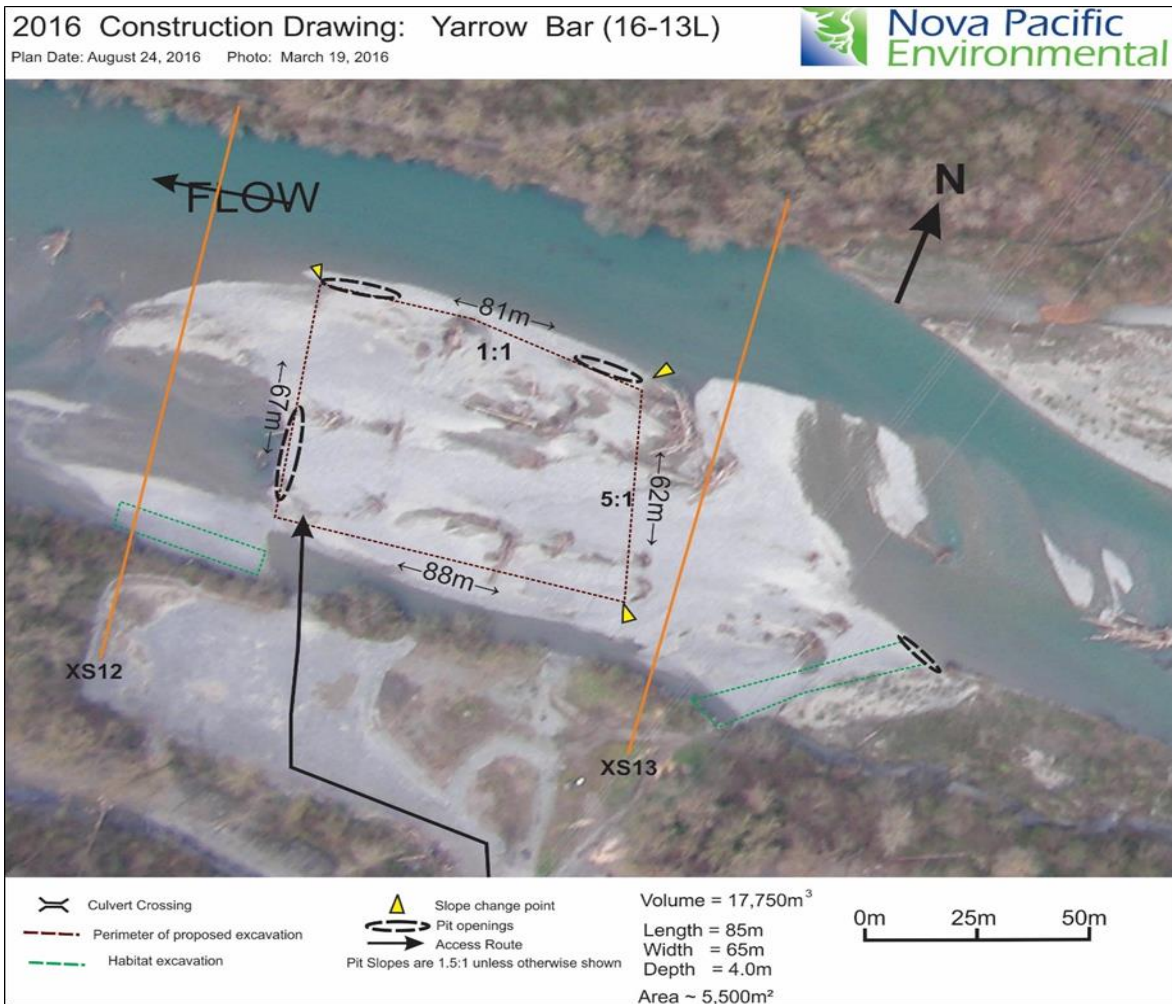 2016 Construction Drawing: Yarrow Bar (16-13L)
Plan Date: August 24, 2016 Photo: March 19, 2016
Nova Pacific
Environmental
FLOW
N
←81m→
1:1
←67m→
5:1
←62m→
←88m→
XS12
XS13
Culvert Crossing
Perimeter of proposed excavation
Habitat excavation
Slope change point
Pit openings
Access Route
Pit Slopes are 1.5:1 unless otherwise shown
Volume = 17,750m³
Length = 85m
Width = 65m
Depth = 4.0m
Area ~ 5,500m²
0m 25m 50m